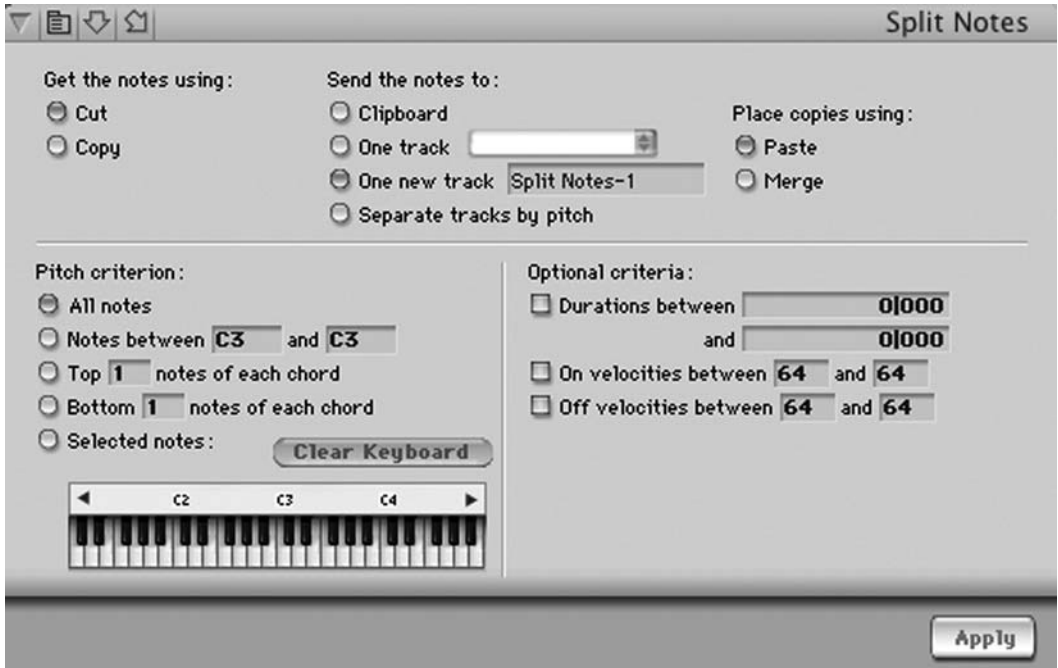 Split Notes
Get the notes using:
Cut
Copy
Send the notes to:
Clipboard
One track
One new track Split Notes-1
Separate tracks by pitch
Place copies using:
Paste
Merge
Pitch criterion:
All notes
Notes between C3 and C3
Top 1 notes of each chord
Bottom 1 notes of each chord
Selected notes:
Clear Keyboard
C2 C3 C4
Optional criteria:
Durations between 0|000
and 0|000
On velocities between 64 and 64
Off velocities between 64 and 64
Apply